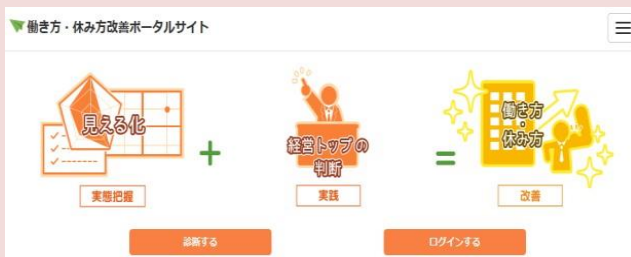 働き方・休み方改善ポータルサイト
見える化
+
経営トップの
判断
=
働き方
・
休み方
実態把握
実践
改善
診断する
ログインする